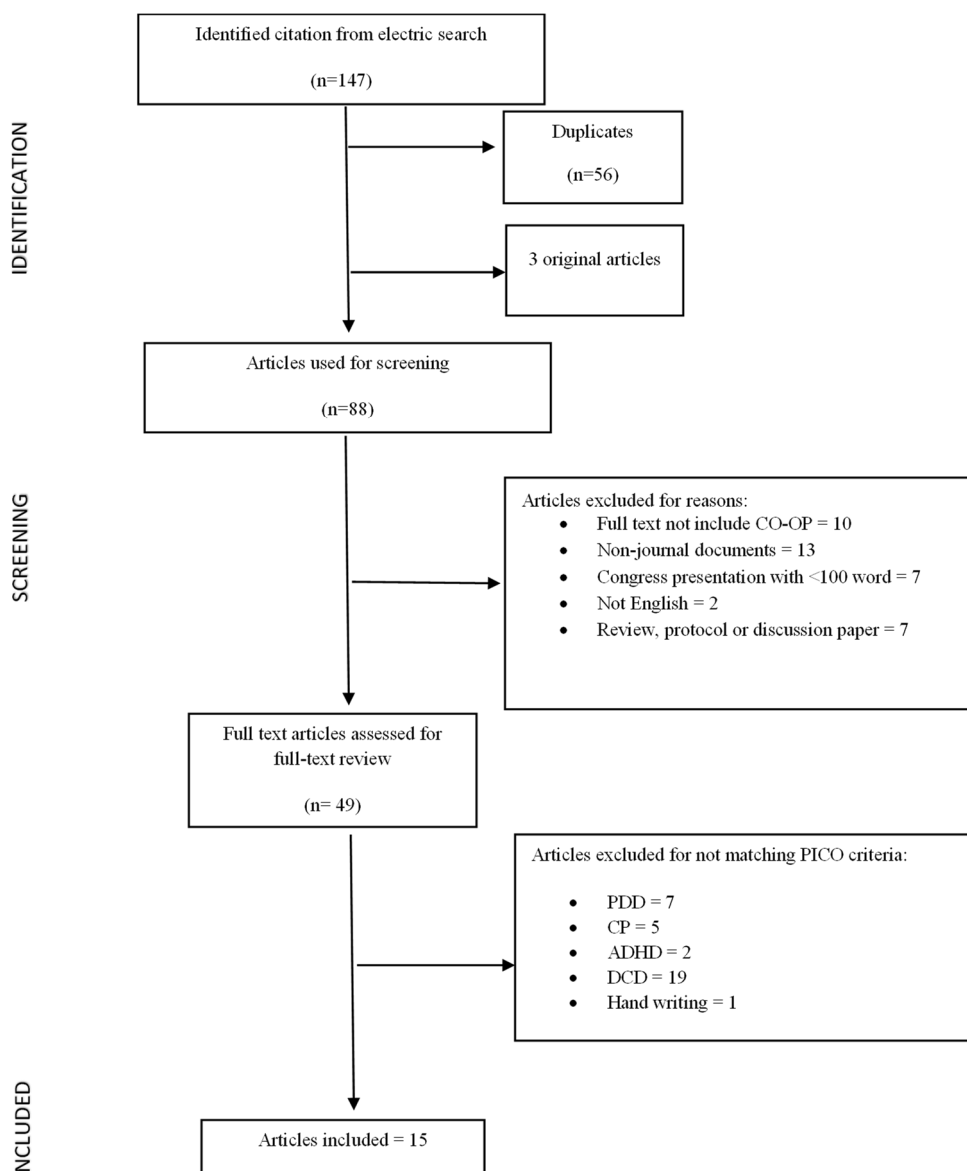 IDENTIFICATION
Identified citation from electric search
(n=147)
Duplicates
(n=56)
3 original articles
Articles used for screening
(n=88)
SCREENING
Articles excluded for reasons:
• Full text not include CO-OP = 10
• Non-journal documents = 13
• Congress presentation with <100 word = 7
• Not English = 2
• Review, protocol or discussion paper = 7
Full text articles assessed for
full-text review
(n= 49)
Articles excluded for not matching PICO criteria:
• PDD = 7
• CP = 5
• ADHD = 2
• DCD = 19
• Hand writing = 1
NCLUDED
Articles included = 15